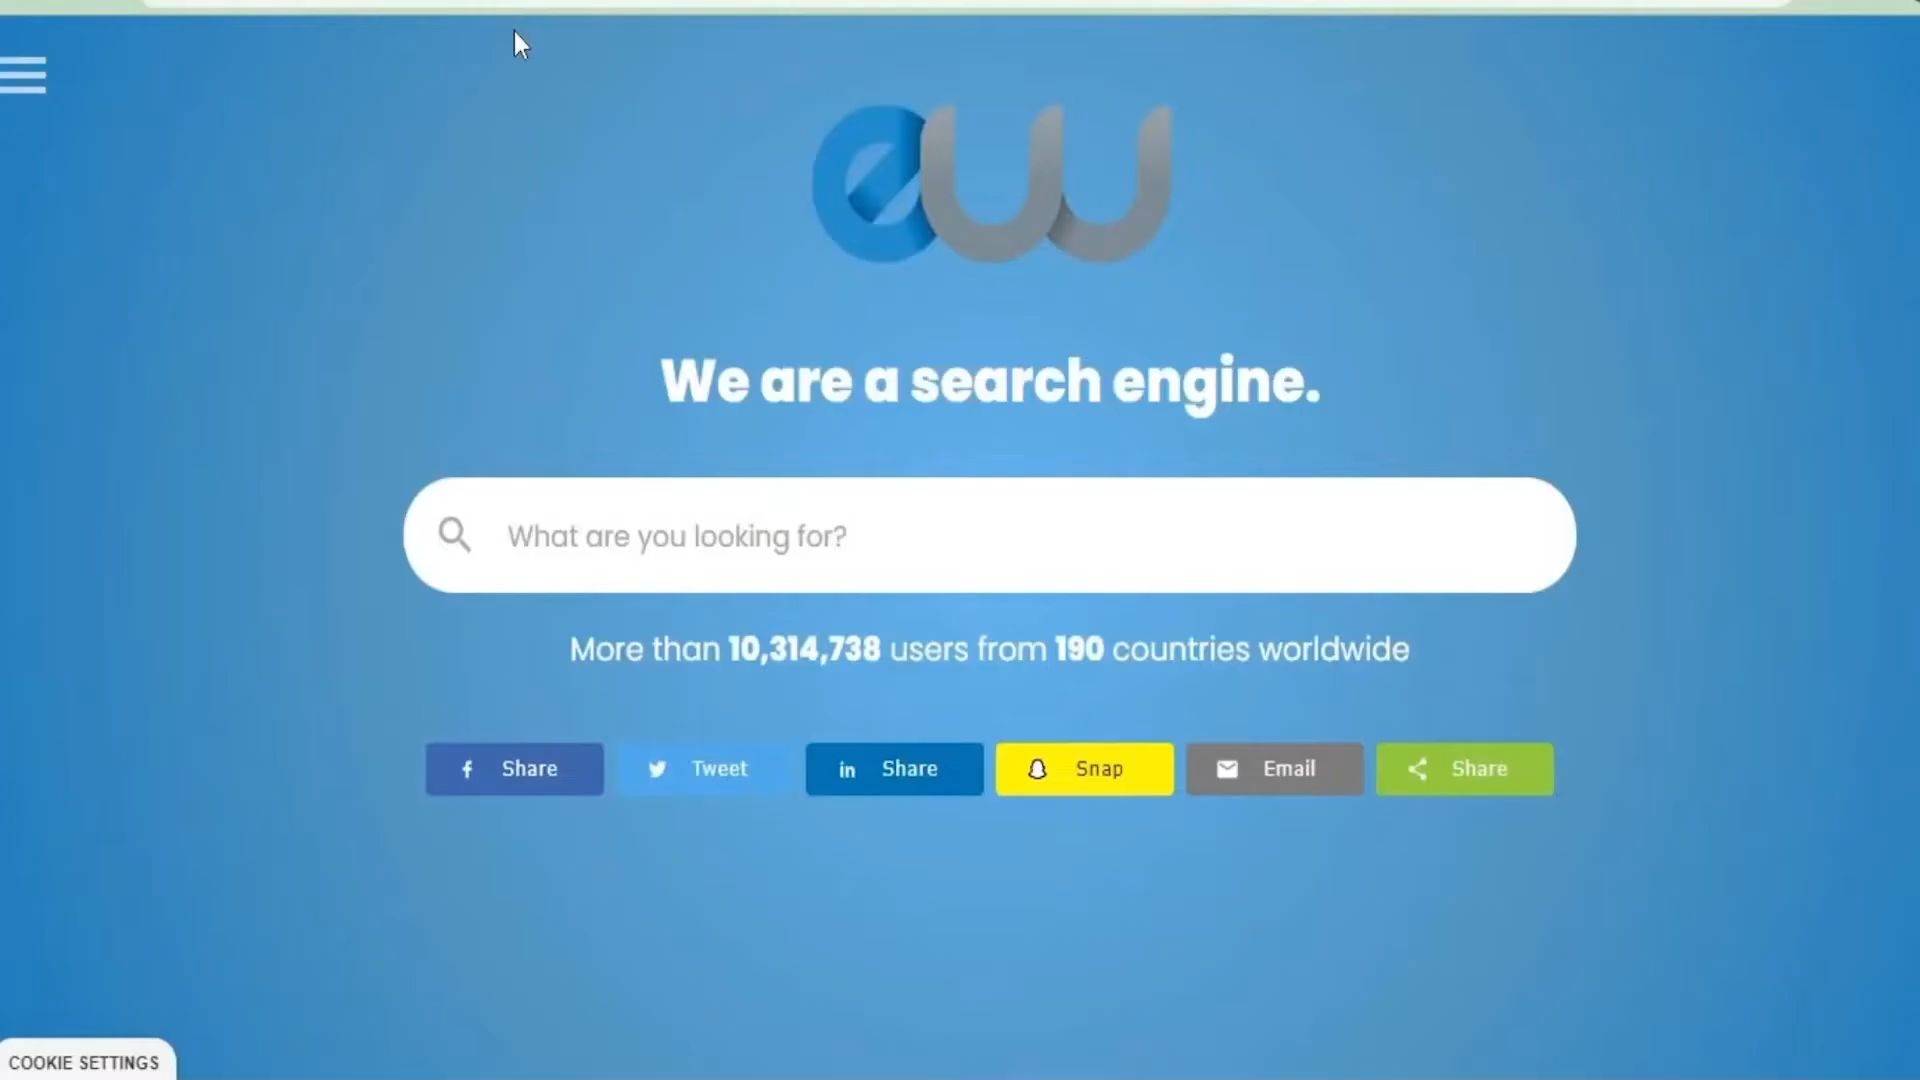 euu
We are a search engine.
What are you looking for?
More than 10,314,738 users from 190 countries worldwide
Share Tweet Share Snap Email Share
COOKIE SETTINGS